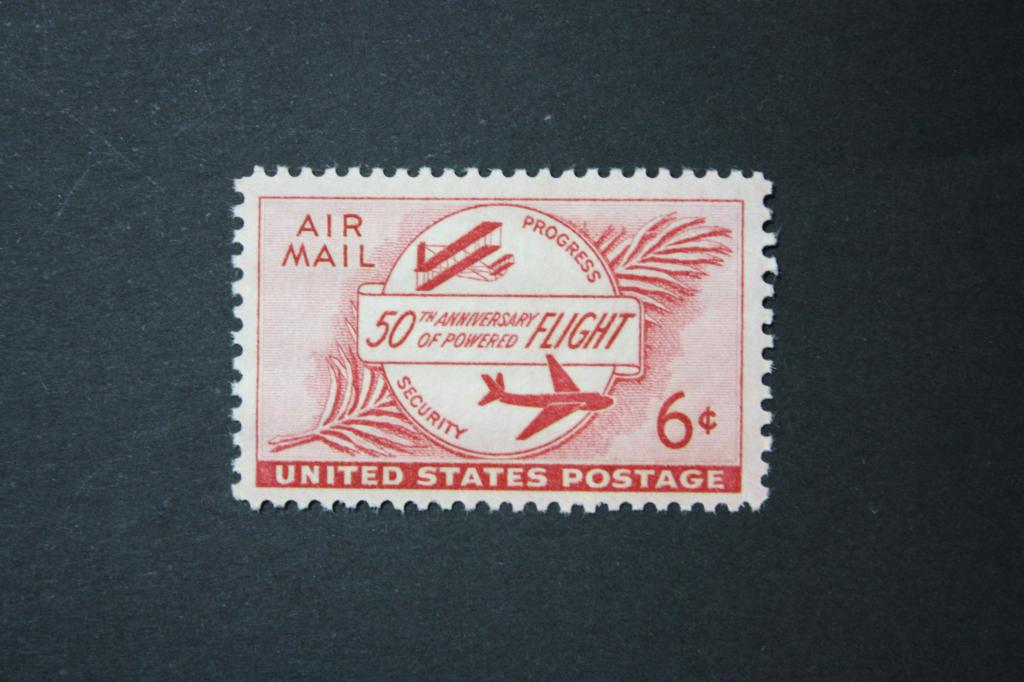 AIR
MAIL
PROGRESS
50TH ANNIVERSARY
OF POWERED FLIGHT
SECURITY
6¢
UNITED STATES POSTAGE